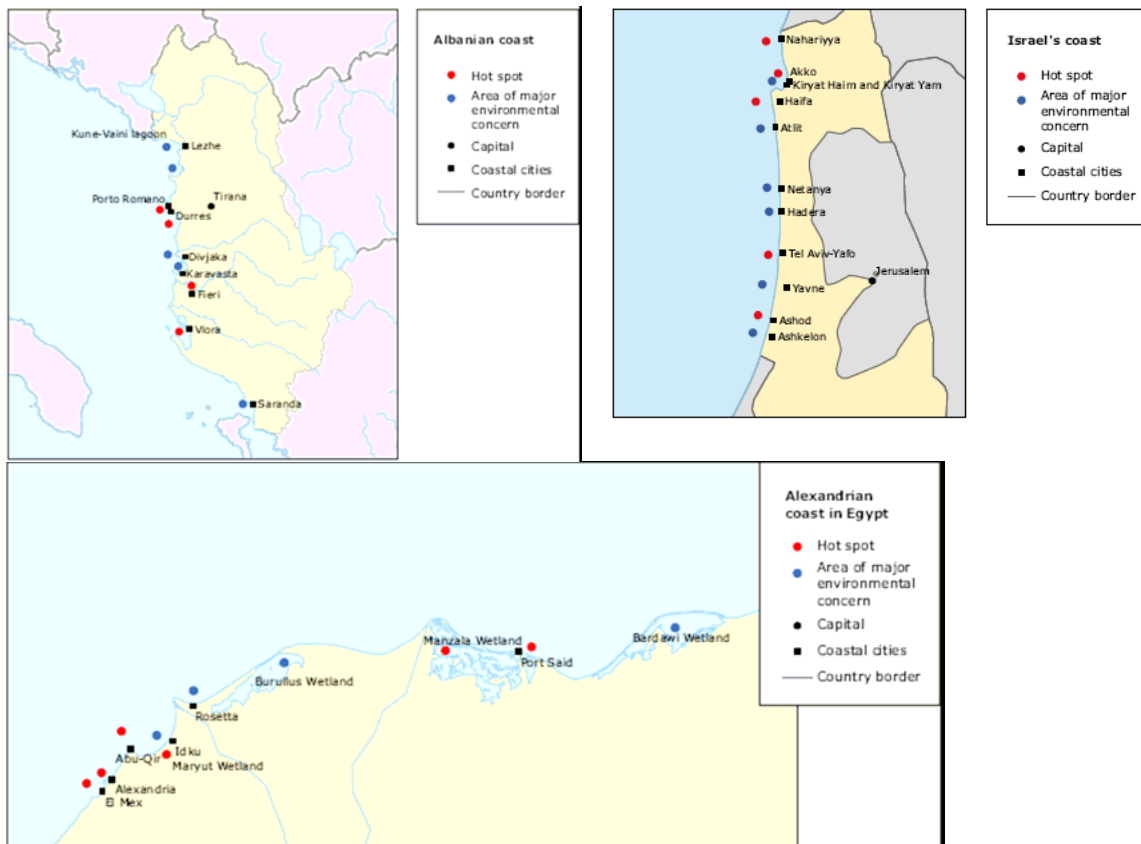 Albanian coast
Hot spot
Area of major
environmental
concern
Capital
Coastal cities
Country border
Kune-Vaini lagoon
Lezhe
Porto Romano
Tirana
Durres
Divjaka
Karavasta
Fieri
Vlora
Saranda
Israel's coast
Hot spot
Area of major
environmental
concern
Capital
Coastal cities
Country border
Nahariyya
Akko
Kiryat Haim and Kiryat Yam
Haifa
Atlit
Netanya
Hadera
Tel Aviv-Yafo
Jerusalem
Yavne
Ashod
Ashkelon
Alexandrian
coast in Egypt
Hot spot
Area of major
environmental
concern
Capital
Coastal cities
Country border
Manzala Wetland
Port Said
Bardawi Wetland
Burullus Wetland
Rosetta
Idku
Abu-Qir
Maryut Wetland
Alexandria
Mex